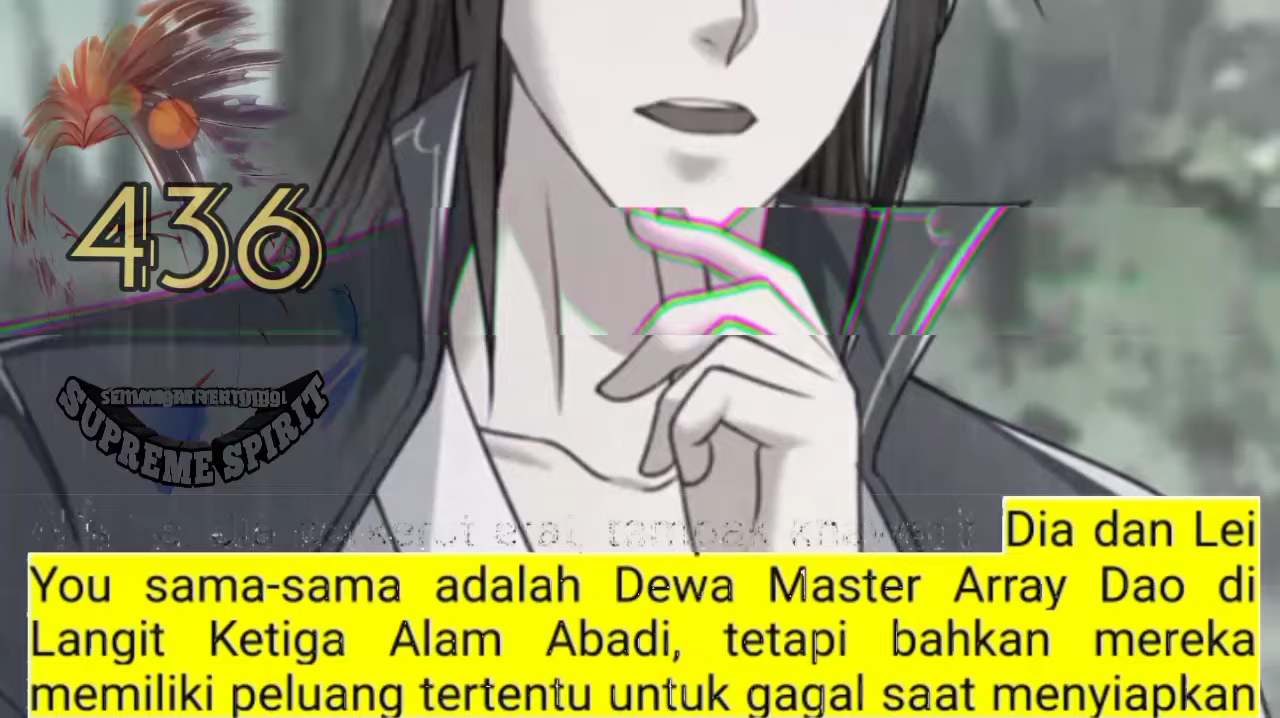 436
SUPREME SPIRIT
Dia dan Lei
You sama-sama adalah Dewa Master Array Dao di
Langit Ketiga Alam Abadi, tetapi bahkan mereka
memiliki peluang tertentu untuk gagal saat menyiapkan